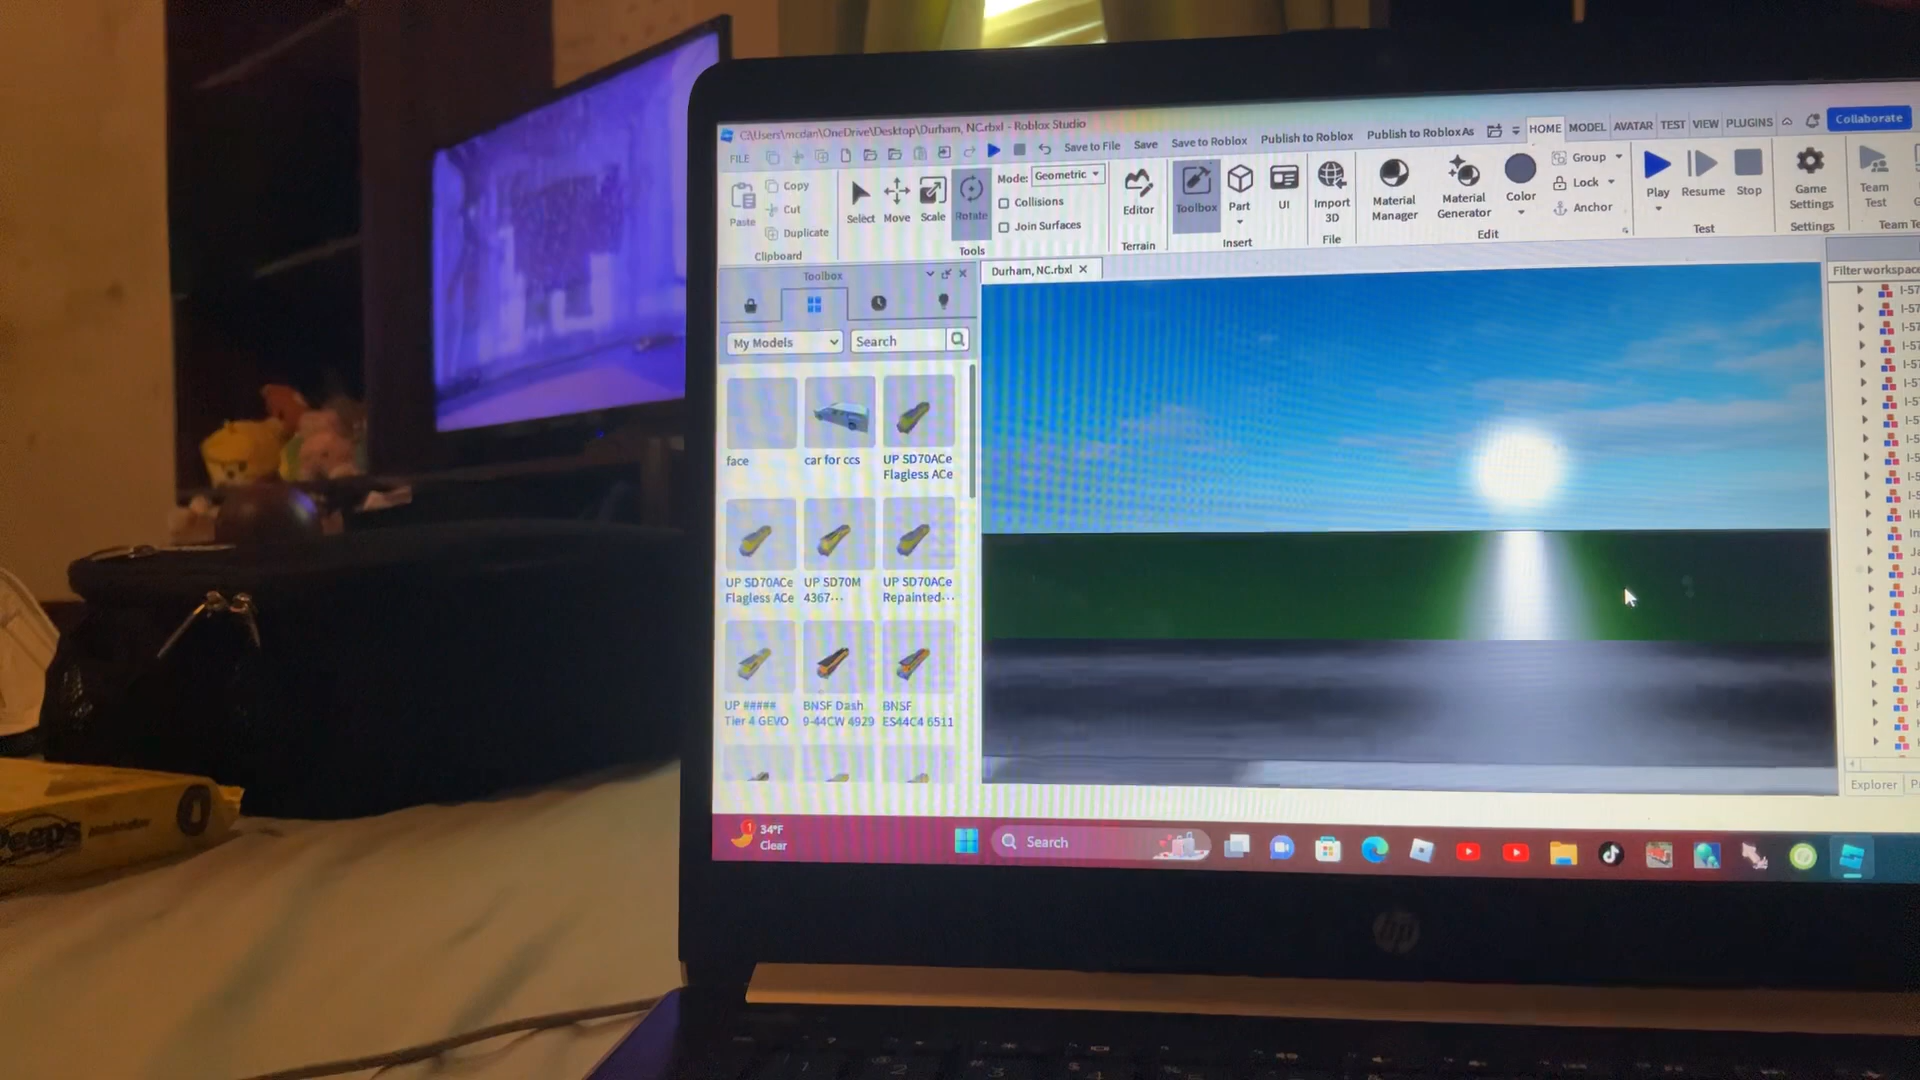 C:\Users\mcdan\OneDrive\Desktop\Durham, NC.rbxl - Roblox Studio
FILE
Save to File
Save
Save to Roblox
Publish to Roblox
Publish to Roblox As
HOME
MODEL
AVATAR
TEST
VIEW
PLUGINS
Collaborate
Paste
Copy
Cut
Duplicate
Clipboard
Select
Move
Scale
Rotate
Mode: Geometric
Collisions
Join Surfaces
Tools
Editor
Terrain
Toolbox
Part
UI
Insert
Import
3D
File
Material
Manager
Material
Generator
Color
Group
Lock
Anchor
Edit
Play
Resume
Stop
Test
Game
Settings
Settings
Team
Test
Toolbox
Durham, NC.rbxl
My Models
Search
face
car for ccs
UP SD70ACe
Flagless ACe
UP SD70ACe
Flagless ACe
UP SD70M
4367...
UP SD70ACe
Repainted...
UP #####
Tier 4 GEVO
BNSF Dash
9-44CW 4929
BNSF
ES44C4 6511
Explorer
1
34°F
Clear
Search
hp
Peeps